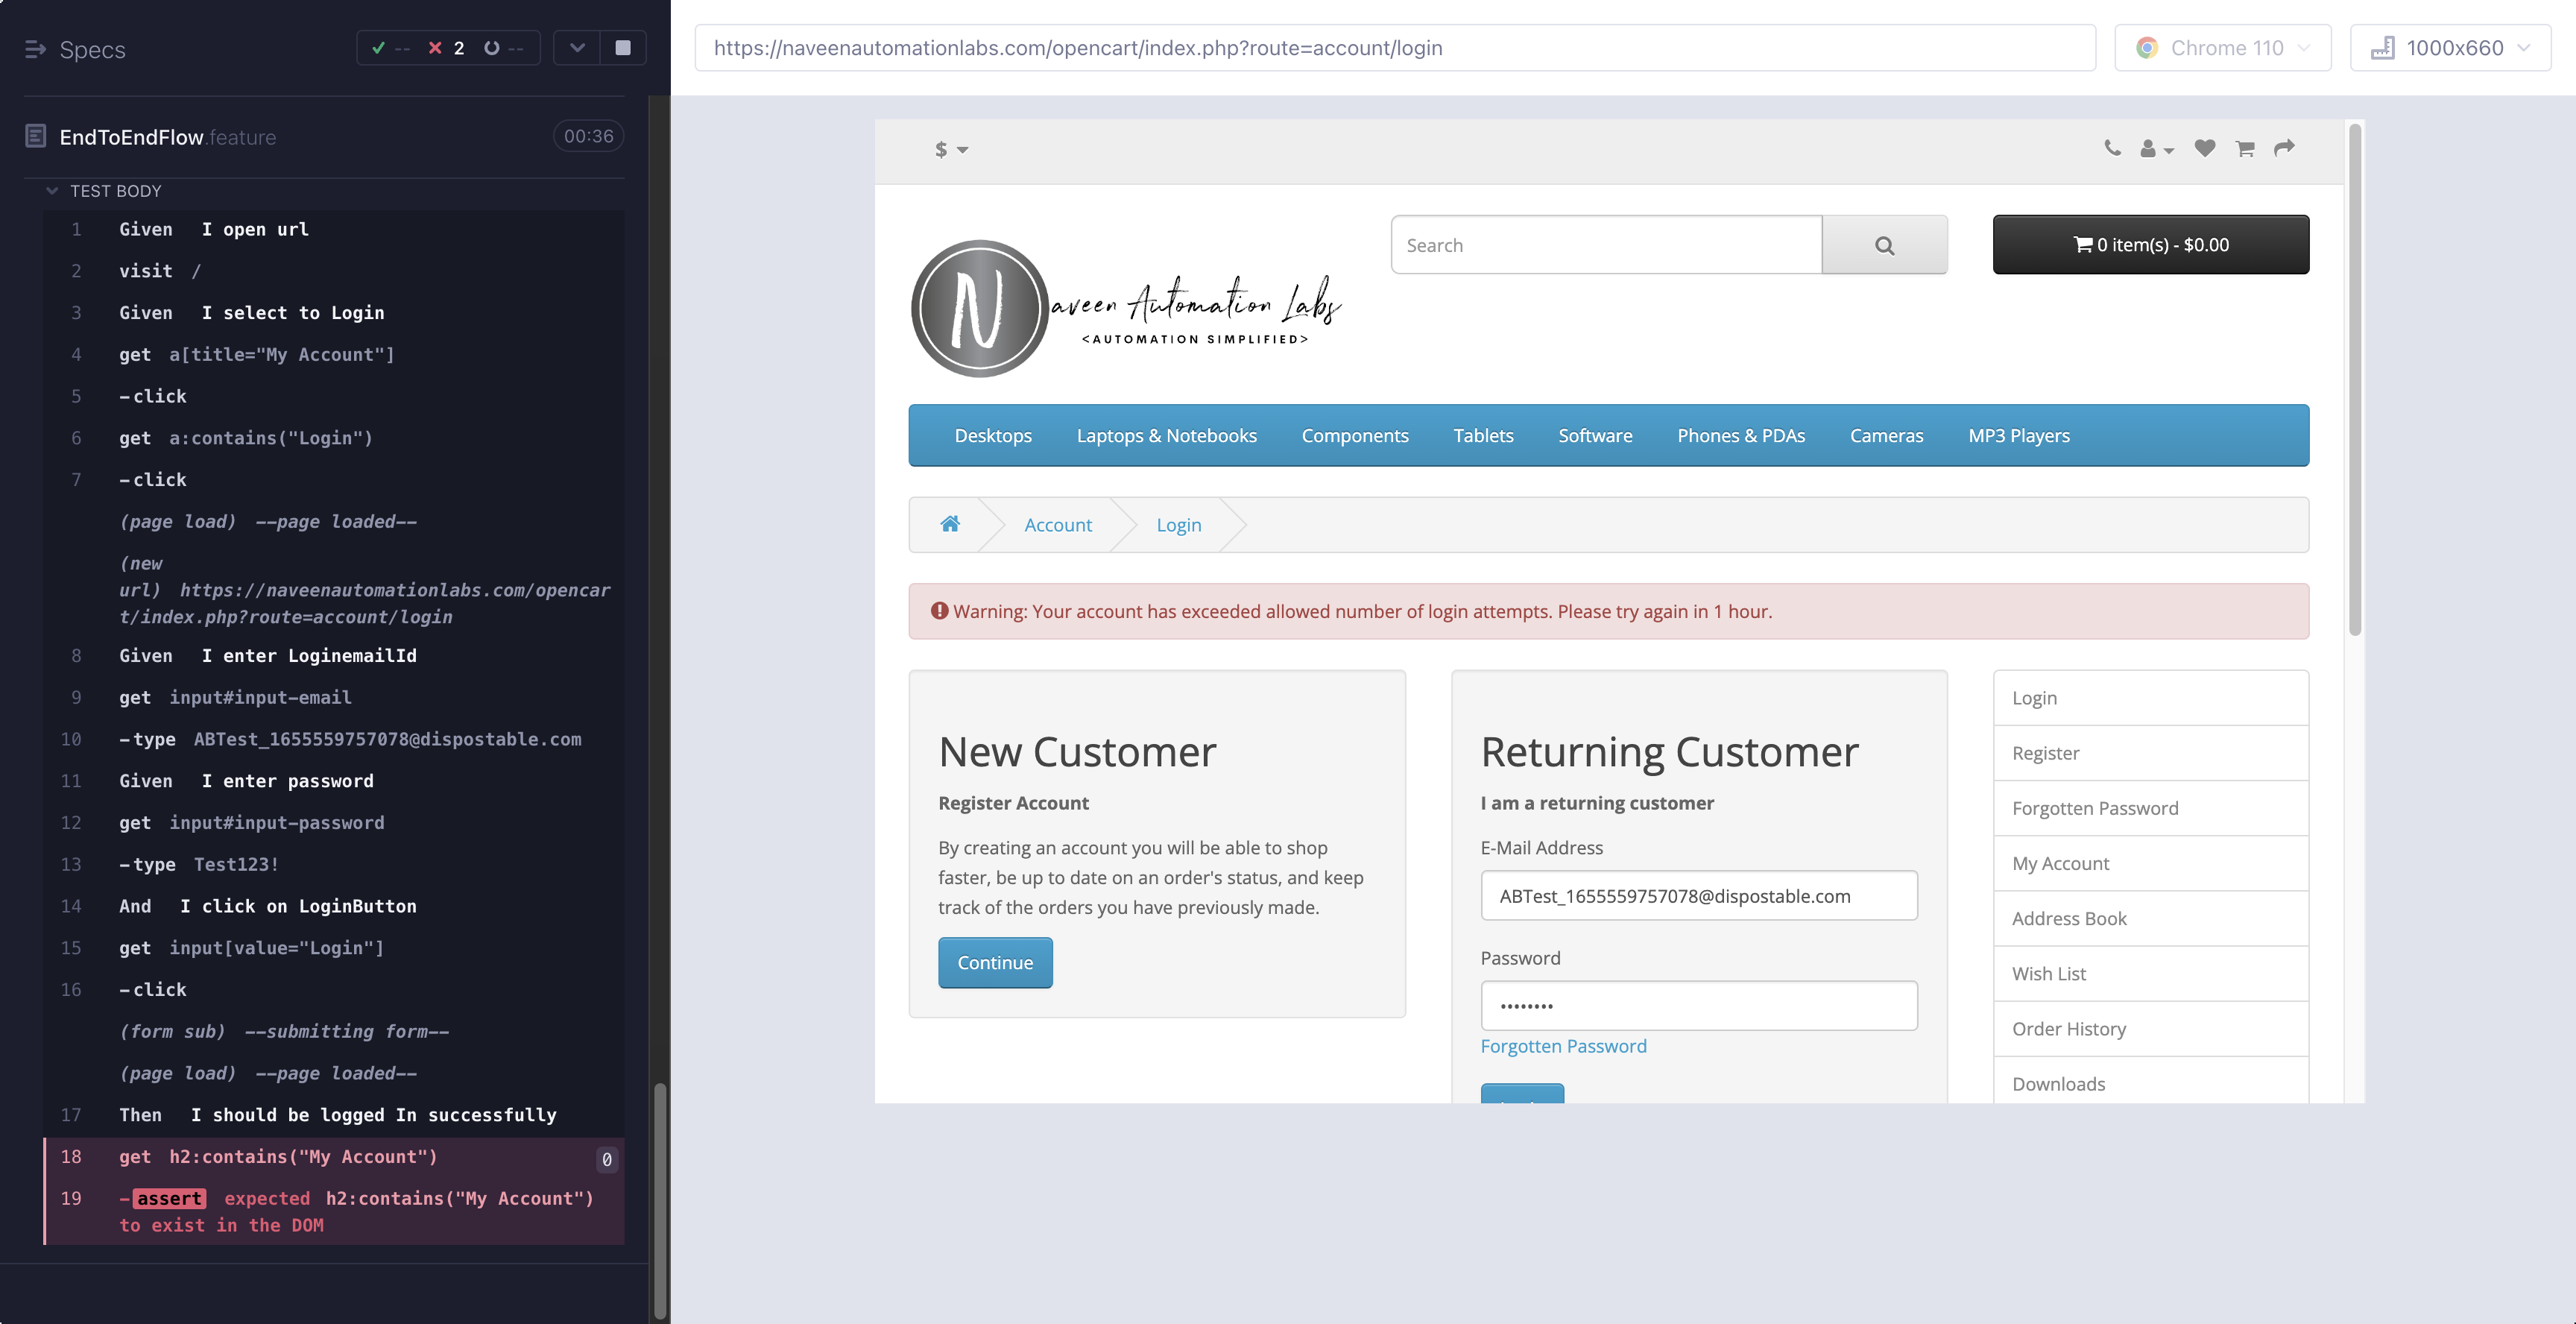 Specs
-- 2 --
EndToEndFlow.feature
00:36
TEST BODY
1 Given I open url
2 visit /
3 Given I select to Login
4 get a[title="My Account"]
5 -click
6 get a:contains("Login")
7 -click
(page load) --page loaded--
(new
url) https://naveenautomationlabs.com/opencar
t/index.php?route=account/login
8 Given I enter LoginemailId
9 get input#input-email
10 -type ABTest_1655559757078@dispostable.com
11 Given I enter password
12 get input#input-password
13 -type Test123!
14 And I click on LoginButton
15 get input[value="Login"]
16 -click
(form sub) --submitting form--
(page load) --page loaded--
17 Then I should be logged In successfully
18 get h2:contains("My Account") 0
19 -assert expected h2:contains("My Account")
to exist in the DOM
https://naveenautomationlabs.com/opencart/index.php?route=account/login
Chrome 110
1000x660
$
Search
0 item(s) - $0.00
Naveen Automation Labs
<AUTOMATION SIMPLIFIED>
Desktops Laptops & Notebooks Components Tablets Software Phones & PDAs Cameras MP3 Players
Account Login
Warning: Your account has exceeded allowed number of login attempts. Please try again in 1 hour.
New Customer
Register Account
By creating an account you will be able to shop
faster, be up to date on an order's status, and keep
track of the orders you have previously made.
Continue
Returning Customer
I am a returning customer
E-Mail Address
ABTest_1655559757078@dispostable.com
Password
••••••••
Forgotten Password
Login
Register
Forgotten Password
My Account
Address Book
Wish List
Order History
Downloads